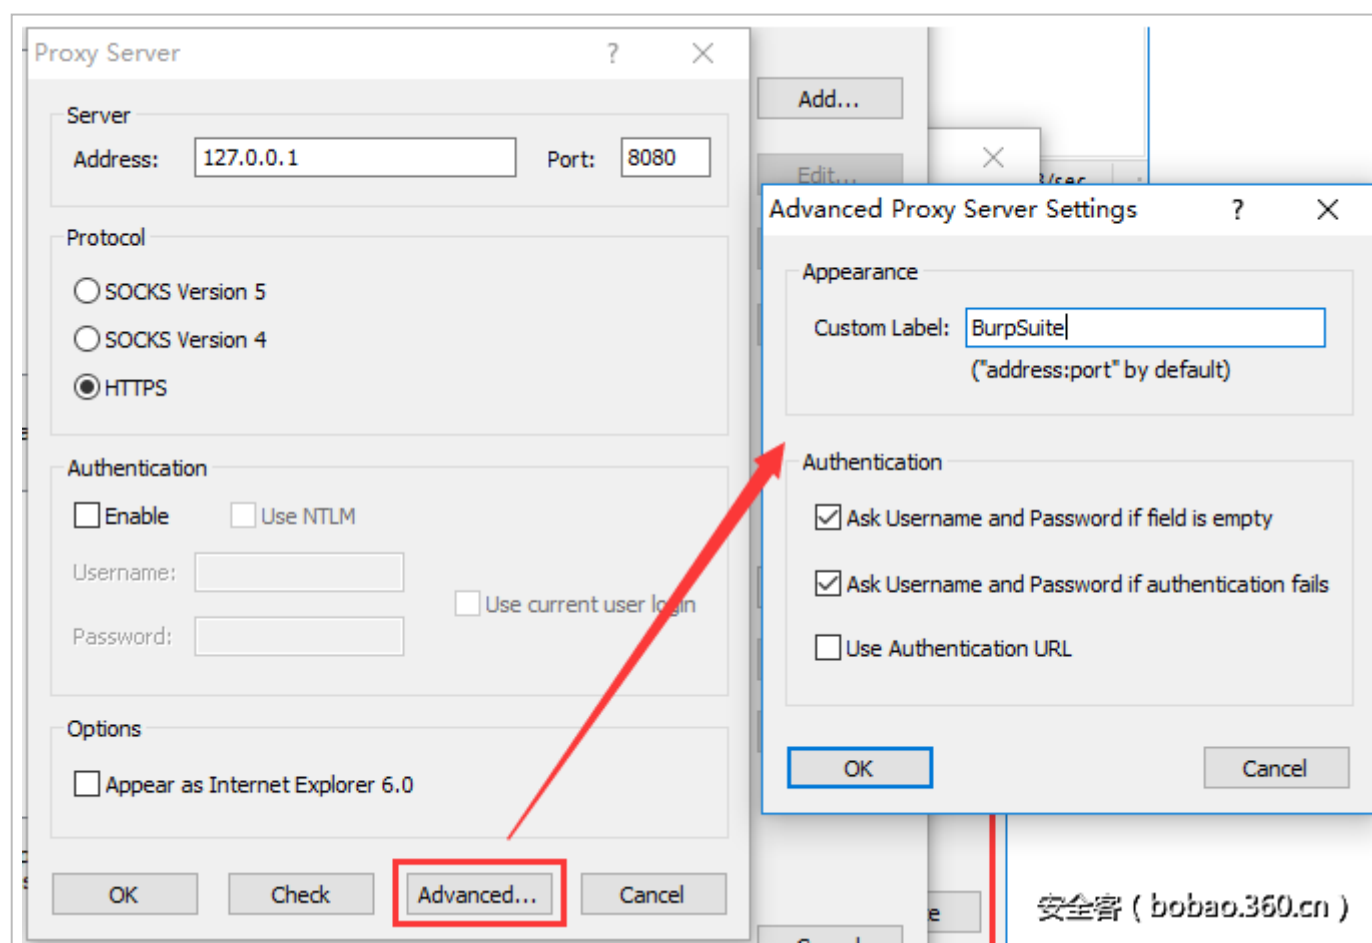 Proxy Server
Server
Address: 127.0.0.1 Port: 8080
Protocol
SOCKS Version 5
SOCKS Version 4
HTTPS
Authentication
Enable Use NTLM
Username:
Use current user login
Password:
Options
Appear as Internet Explorer 6.0
OK Check Advanced... Cancel
Add...
Edit...
Advanced Proxy Server Settings
Appearance
Custom Label: BurpSuite
("address:port" by default)
Authentication
Ask Username and Password if field is empty
Ask Username and Password if authentication fails
Use Authentication URL
OK Cancel
安全客 ( bobao.360.cn )